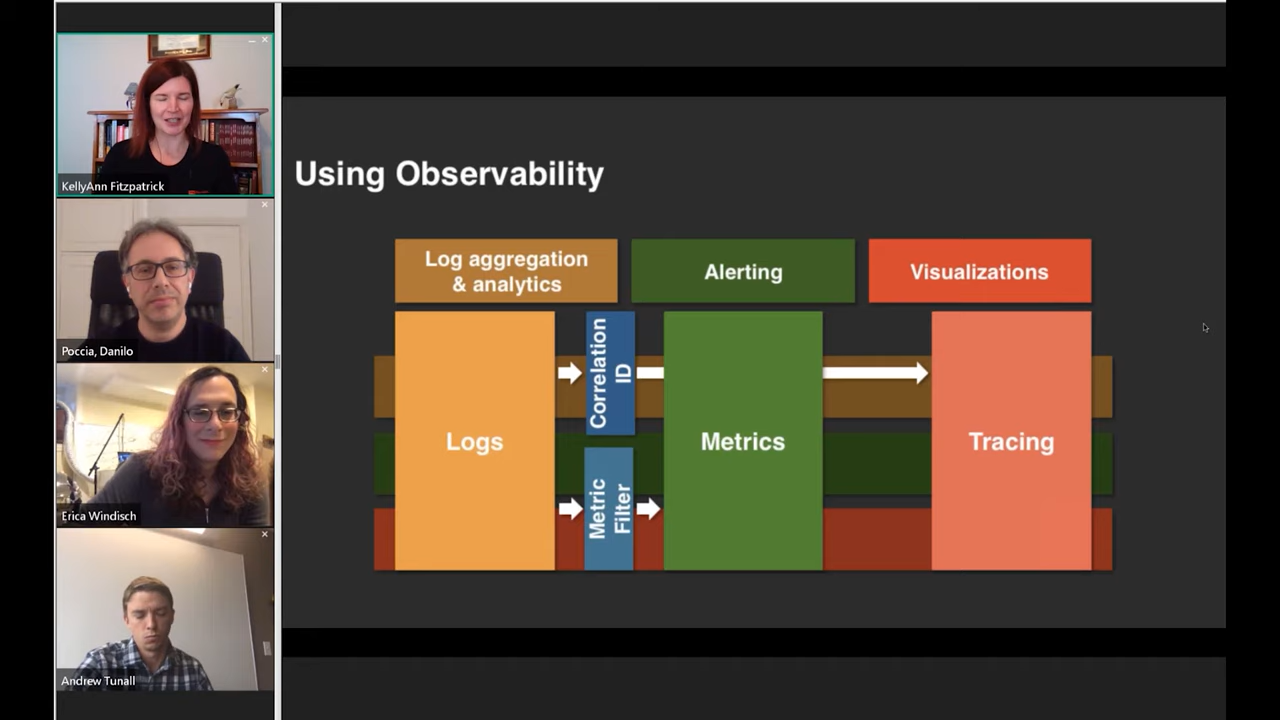 KellyAnn Fitzpatrick
Poccia, Danilo
Erica Windisch
Andrew Tunall
Using Observability
Log aggregation
& analytics
Alerting
Visualizations
Logs
Correlation
ID
Metric
Filter
Metrics
Tracing